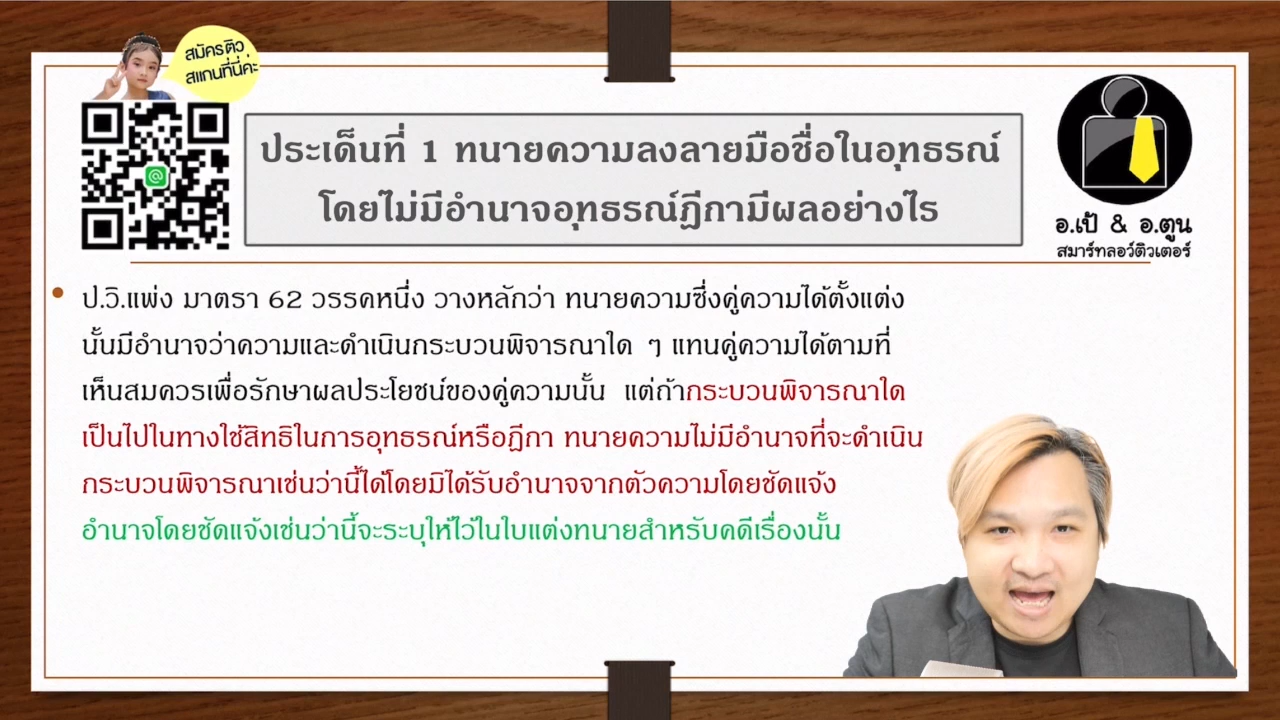 สมัครติว
สแกนที่นี่ค่ะ
ประเด็นที่ 1 ทนายความลงลายมือชื่อในอุทธรณ์
โดยไม่มีอำนาจอุทธรณ์ฎีกามีผลอย่างไร
อ.เป้ & อ.ตูน
สมาร์ทลอว์ติวเตอร์
• ป.วิ.แพ่ง มาตรา 62 วรรคหนึ่ง วางหลักว่า ทนายความซึ่งคู่ความได้ตั้งแต่ง
นั้นมีอำนาจว่าความและดำเนินกระบวนพิจารณาใด ๆ แทนคู่ความได้ตามที่
เห็นสมควรเพื่อรักษาผลประโยชน์ของคู่ความนั้น แต่ถ้ากระบวนพิจารณาใด
เป็นไปในทางใช้สิทธิในการอุทธรณ์หรือฎีกา ทนายความไม่มีอำนาจที่จะดำเนิน
กระบวนพิจารณาเช่นว่านี้ได้โดยมิได้รับอำนาจจากตัวความโดยชัดแจ้ง
อำนาจโดยชัดแจ้งเช่นว่านี้จะระบุให้ไว้ในใบแต่งทนายสำหรับคดีเรื่องนั้น